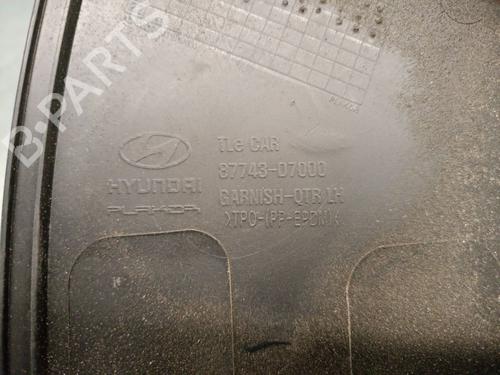 B-PARTS
TLe CAR
87743-D7000
HYUNDAI
GARNISH-QTR LH
PLAKOR
>TPO-(PP-EPDM)<